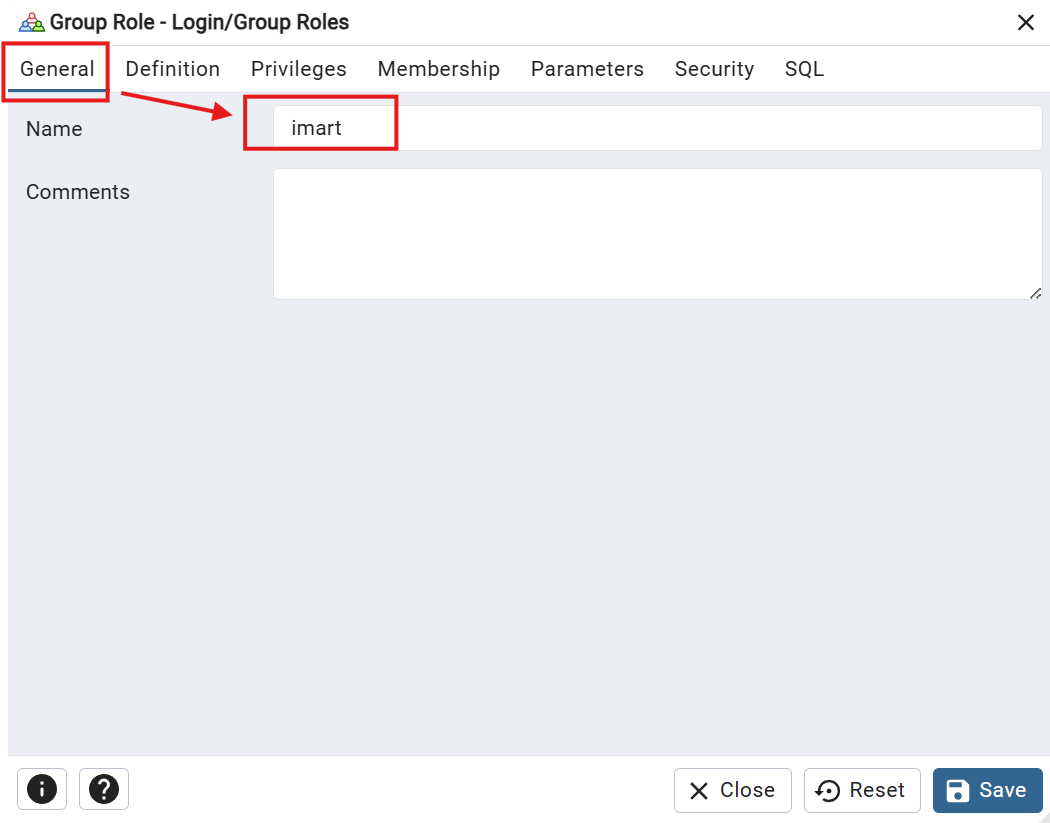 Group Role - Login/Group Roles
General Definition Privileges Membership Parameters Security SQL
Name imart
Comments
Close Reset Save